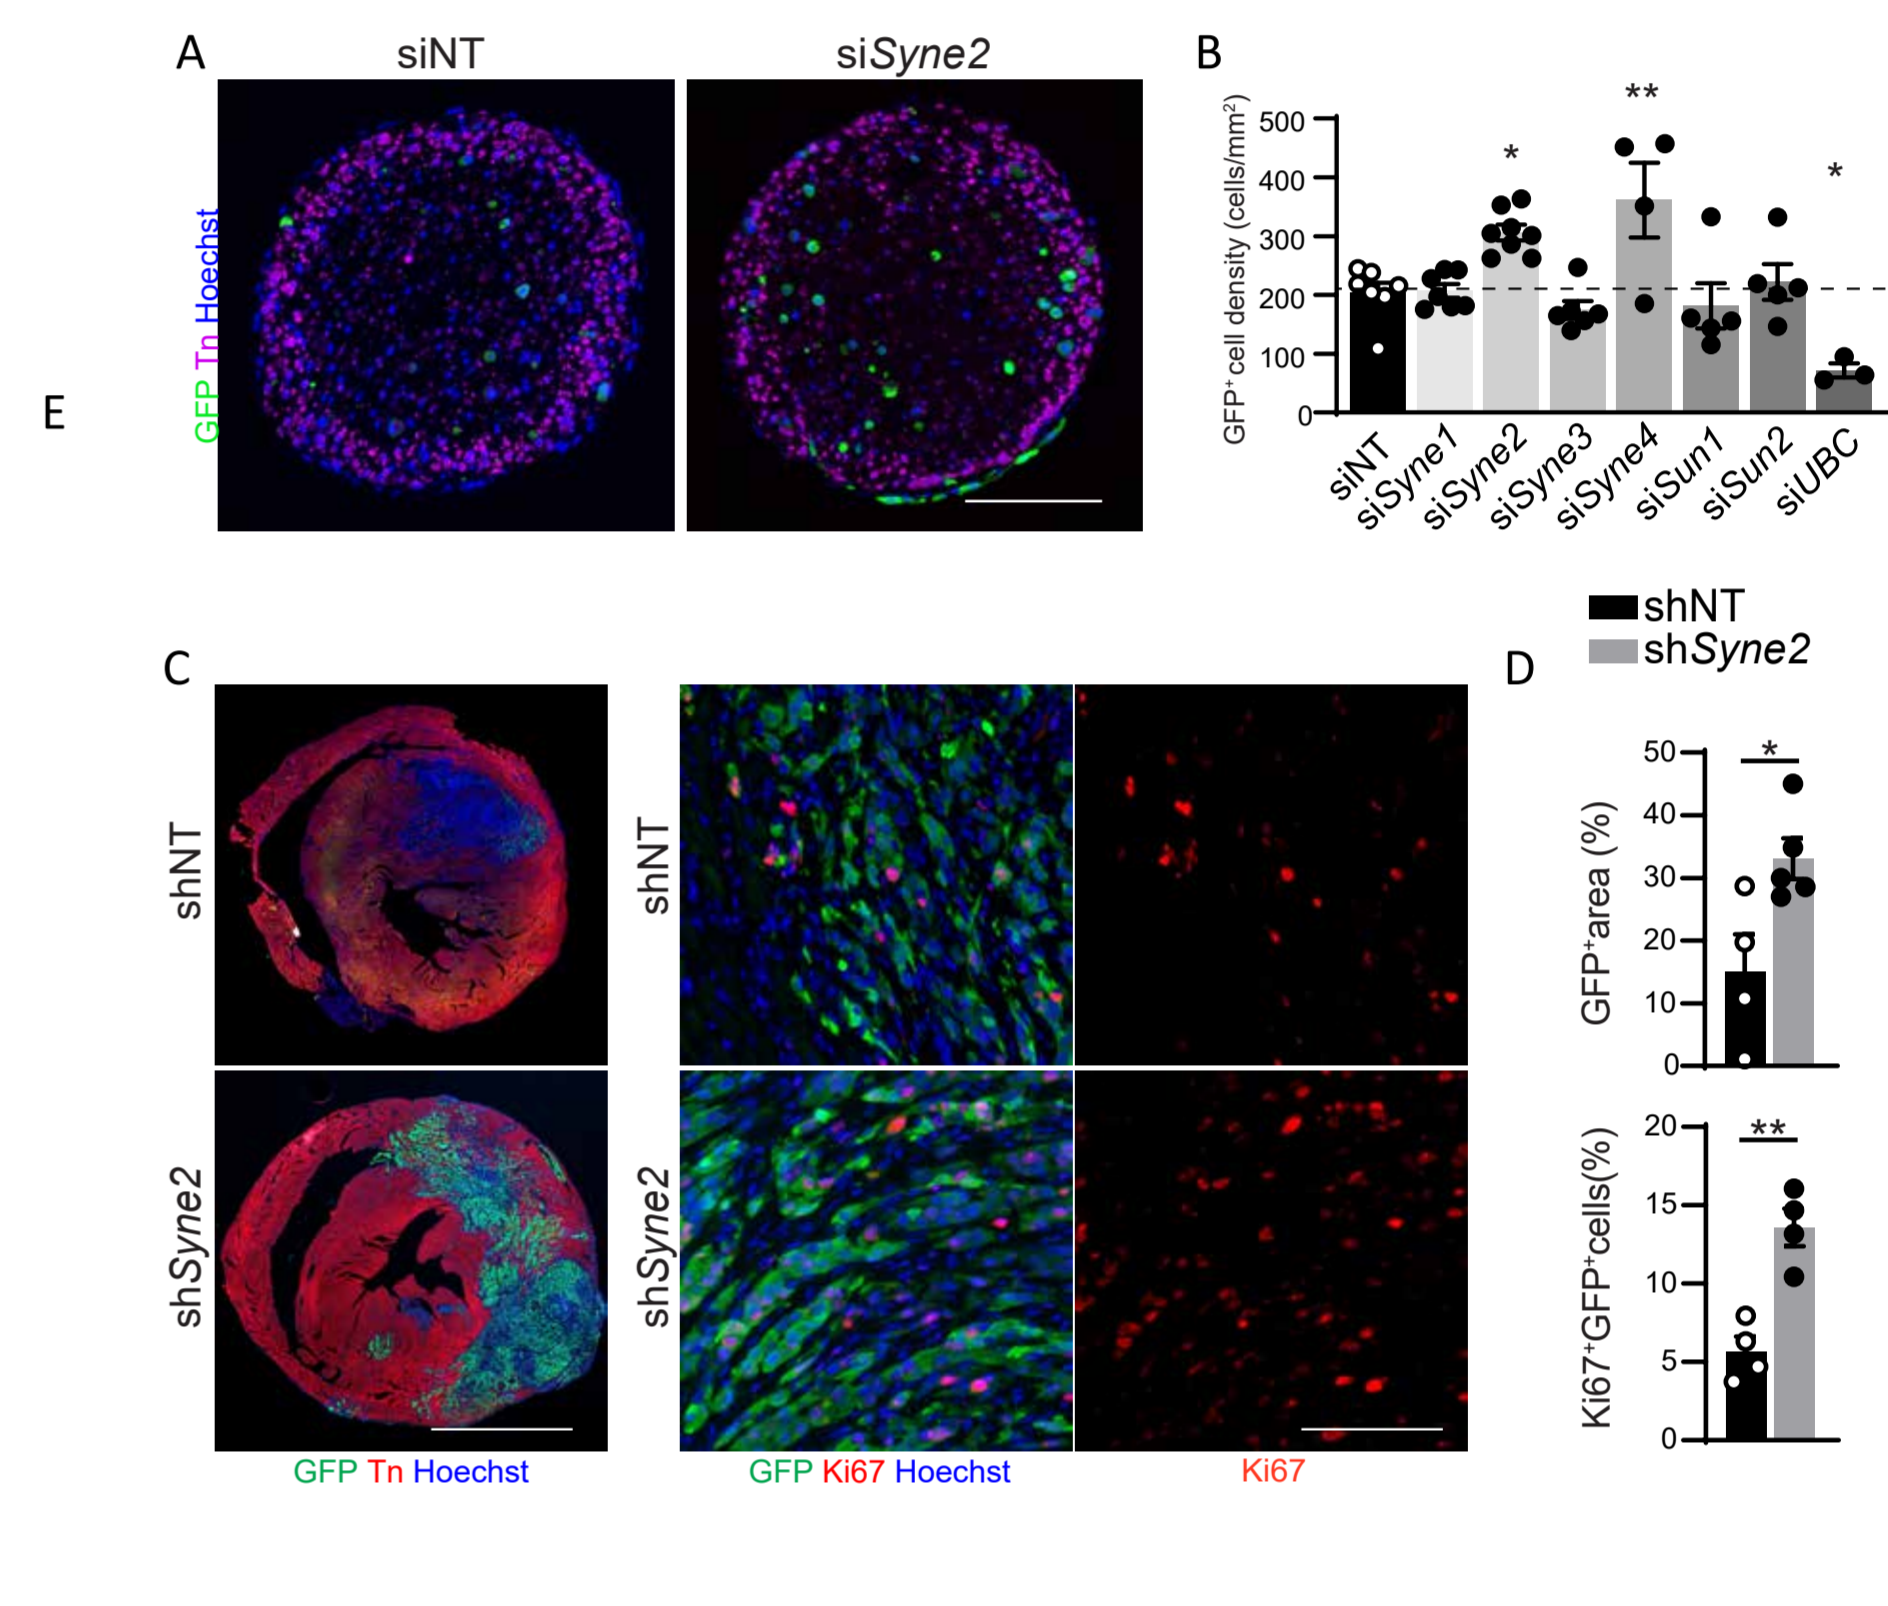 A
siNT
siSyne2
GFP Tn Hoechst
E
B
GFP⁺cell density (cells/mm²)
500
400
300
200
100
0
*
**
*
siNT
siSyne1
siSyne2
siSyne3
siSyne4
siSun1
siSun2
siUBC
C
shNT
shSyne2
shNT
shSyne2
GFP Tn Hoechst
GFP Ki67 Hoechst
Ki67
shNT
shSyne2
D
GFP⁺area (%)
50
40
30
20
10
0
*
Ki67⁺GFP⁺cells(%)
20
15
10
5
0
**